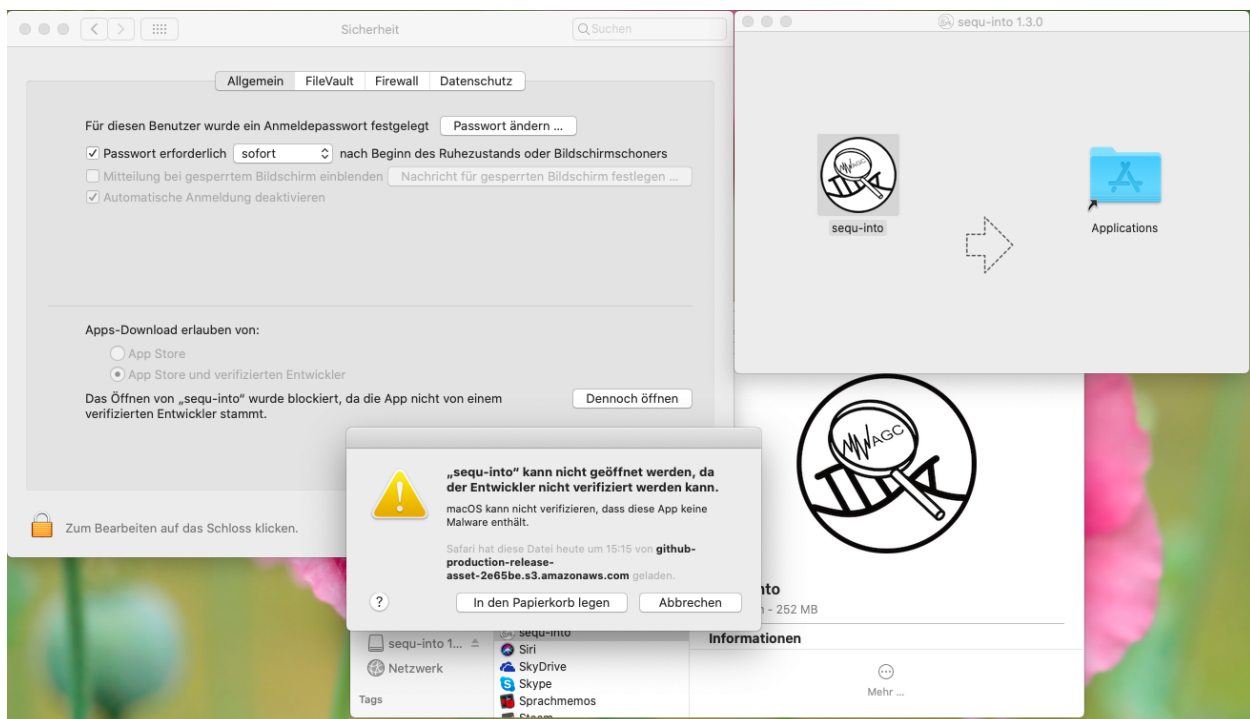 Sicherheit
Suchen
Allgemein FileVault Firewall Datenschutz
Für diesen Benutzer wurde ein Anmeldepasswort festgelegt Passwort ändern ...
Passwort erforderlich sofort nach Beginn des Ruhezustands oder Bildschirmschoners
Mitteilung bei gesperrtem Bildschirm einblenden Nachricht für gesperrten Bildschirm festlegen ...
Automatische Anmeldung deaktivieren
Apps-Download erlauben von:
App Store
App Store und verifizierten Entwickler
Das Öffnen von „sequ-into“ wurde blockiert, da die App nicht von einem
verifizierten Entwickler stammt.
Dennoch öffnen
Zum Bearbeiten auf das Schloss klicken.
sequ-into 1.3.0
AGC
sequ-into
Applications
„sequ-into“ kann nicht geöffnet werden, da
der Entwickler nicht verifiziert werden kann.
macOS kann nicht verifizieren, dass diese App keine
Malware enthält.
Safari hat diese Datei heute um 15:15 von github-
production-release-
asset-2e65be.s3.amazonaws.com geladen.
? In den Papierkorb legen Abbrechen
AGC
- 252 MB
Informationen
Mehr ...
sequ-into 1...
Netzwerk
Tags
sequ-into
Siri
SkyDrive
Skype
Sprachmemos
Steam